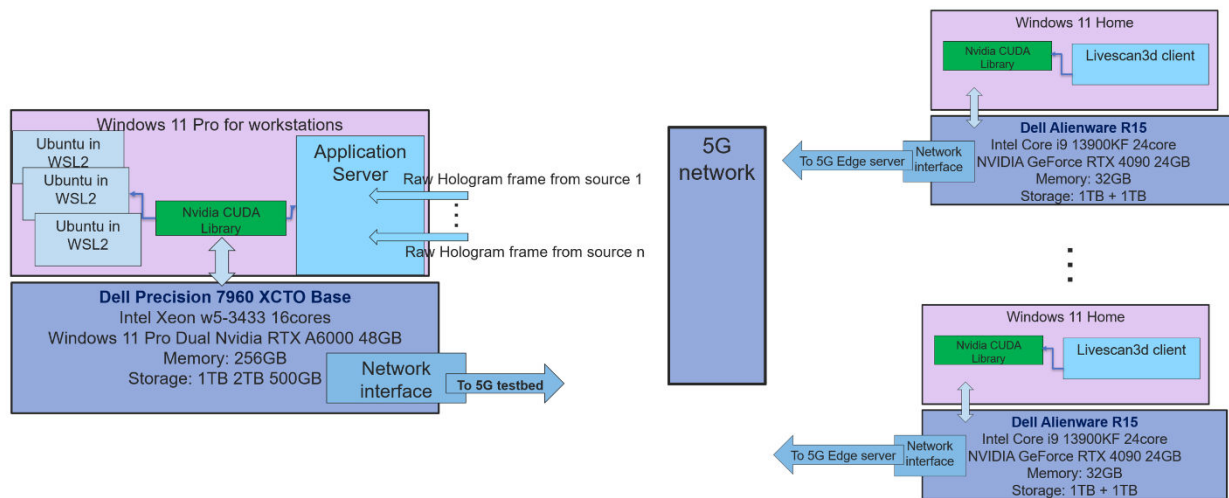 Windows 11 Pro for workstations
Ubuntu in
WSL2
Ubuntu in
WSL2
Ubuntu in
WSL2
Nvidia CUDA
Library
Application
Server
Raw Hologram frame from source 1
Raw Hologram frame from source n
Dell Precision 7960 XCTO Base
Intel Xeon w5-3433 16cores
Windows 11 Pro Dual Nvidia RTX A6000 48GB
Memory: 256GB
Storage: 1TB 2TB 500GB
Network
interface
To 5G testbed
5G
network
Windows 11 Home
Nvidia CUDA
Library
Livescan3d client
Dell Alienware R15
Intel Core i9 13900KF 24core
NVIDIA GeForce RTX 4090 24GB
Memory: 32GB
Storage: 1TB + 1TB
Network
interface
To 5G Edge server
Windows 11 Home
Nvidia CUDA
Library
Livescan3d client
Dell Alienware R15
Intel Core i9 13900KF 24core
NVIDIA GeForce RTX 4090 24GB
Memory: 32GB
Storage: 1TB + 1TB
Network
interface
To 5G Edge server